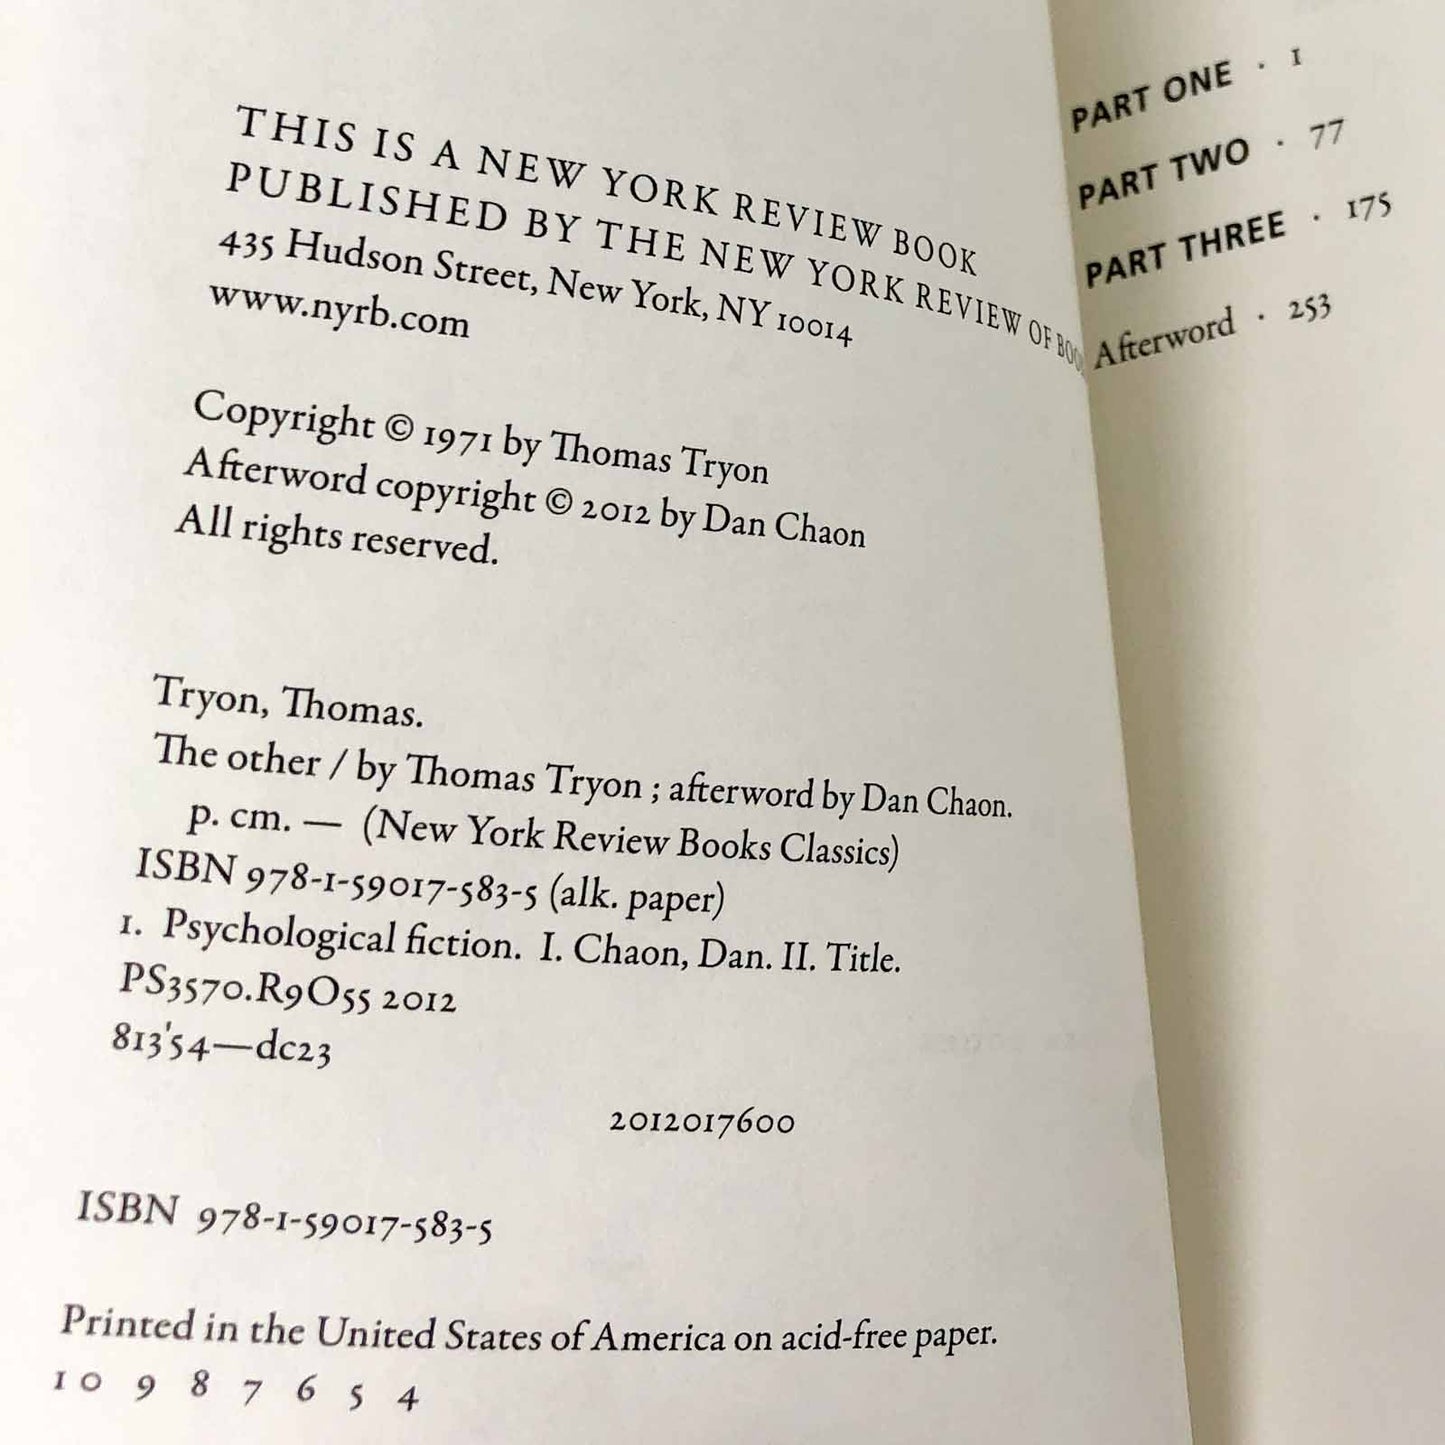 THIS IS A NEW YORK REVIEW BOOK
PUBLISHED BY THE NEW YORK REVIEW OF BOO
435 Hudson Street, New York, NY 10014
www.nyrb.com
Copyright © 1971 by Thomas Tryon
Afterword copyright © 2012 by Dan Chaon
All rights reserved.
Tryon, Thomas.
The other / by Thomas Tryon ; afterword by Dan Chaon.
p. cm. — (New York Review Books Classics)
ISBN 978-1-59017-583-5 (alk. paper)
1. Psychological fiction. I. Chaon, Dan. II. Title.
PS3570.R9O55 2012
813'54—dc23
2012017600
ISBN 978-1-59017-583-5
Printed in the United States of America on acid-free paper.
10 9 8 7 6 5 4
PART ONE · 1
PART TWO · 77
PART THREE · 175
Afterword · 253